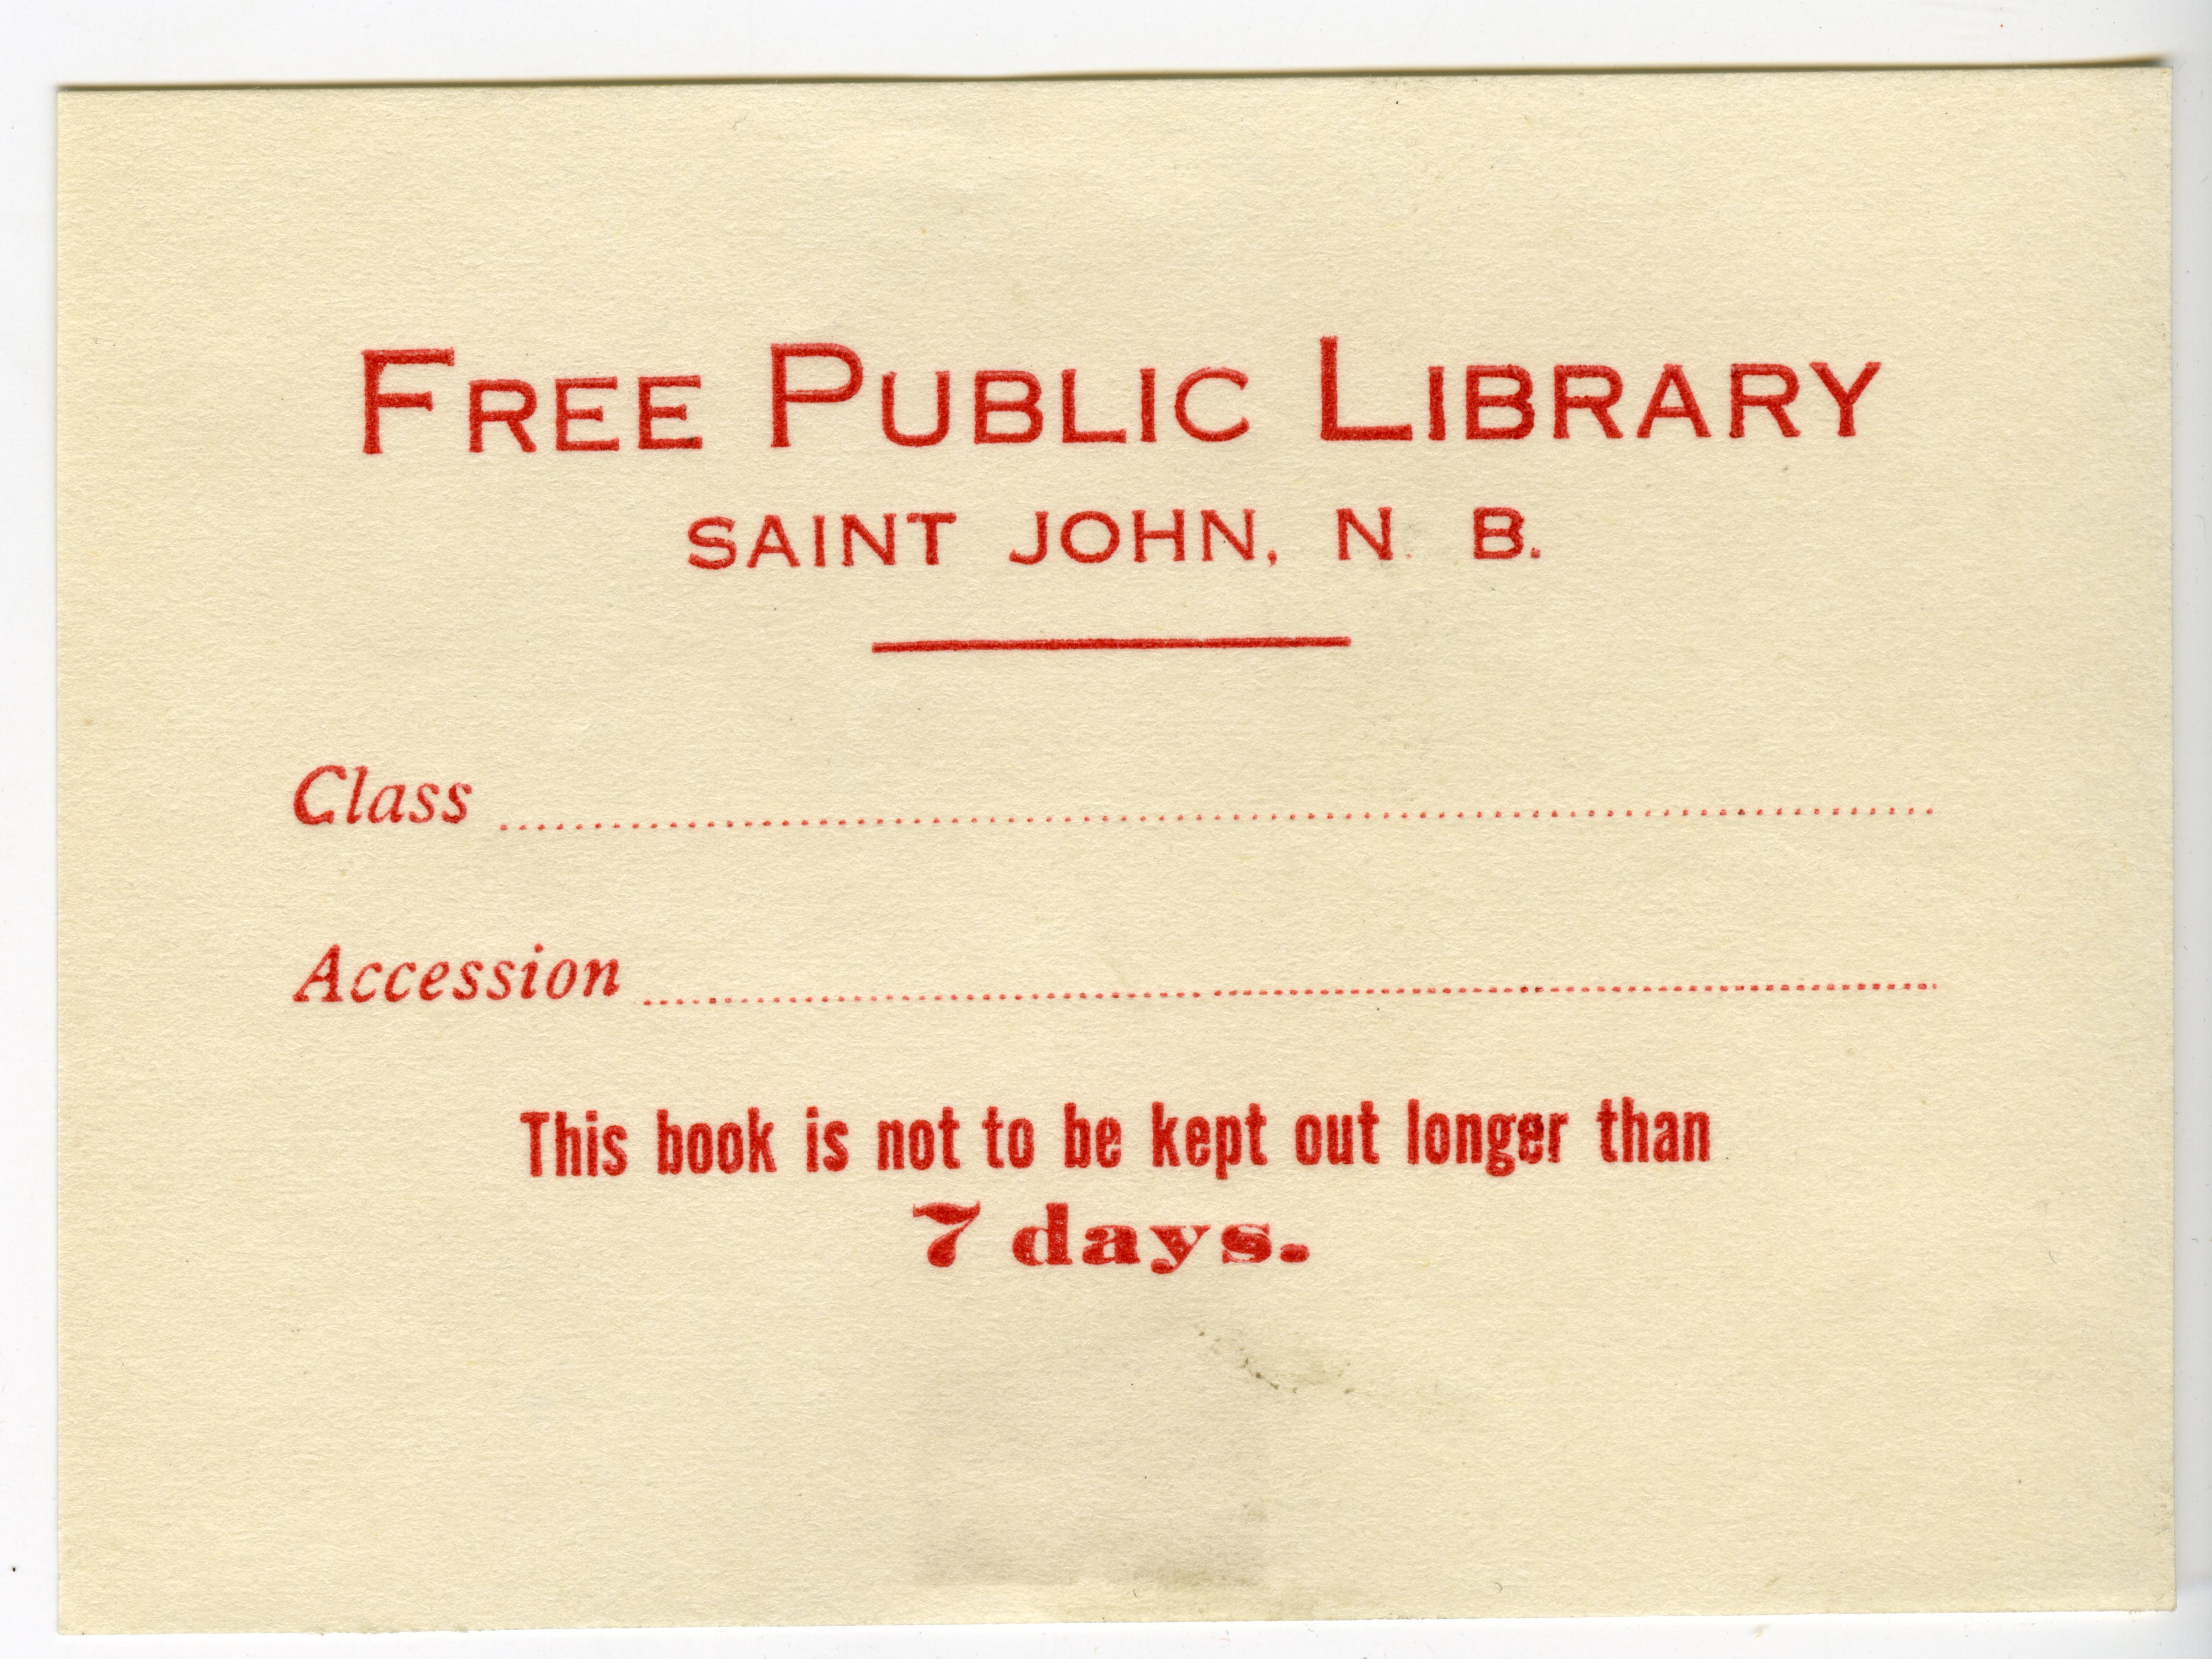 FREE PUBLIC LIBRARY
SAINT JOHN, N. B.
Class ........................................................................
Accession ........................................................................
This book is not to be kept out longer than
7 days.